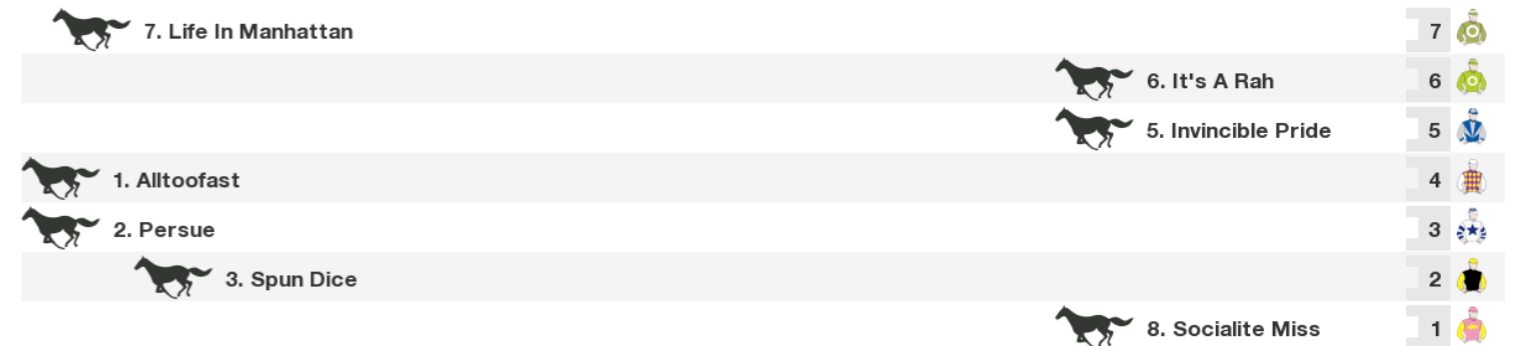 7. Life In Manhattan 7
6. It's A Rah 6
5. Invincible Pride 5
1. Alltoofast 4
2. Persue 3
3. Spun Dice 2
8. Socialite Miss 1